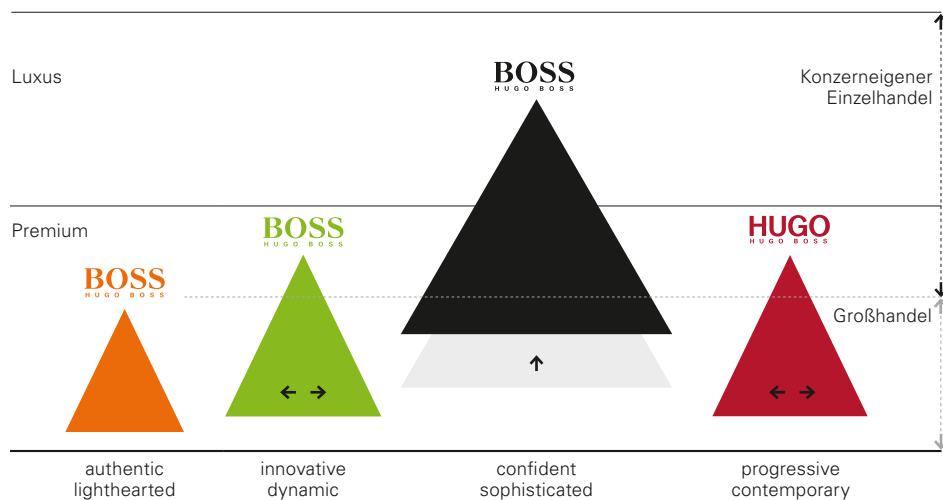 Luxus
BOSS
HUGO BOSS
Konzerneigener
Einzelhandel
Premium
BOSS
HUGO BOSS
HUGO
HUGO BOSS
BOSS
HUGO BOSS
Großhandel
authentic
lighthearted
innovative
dynamic
confident
sophisticated
progressive
contemporary